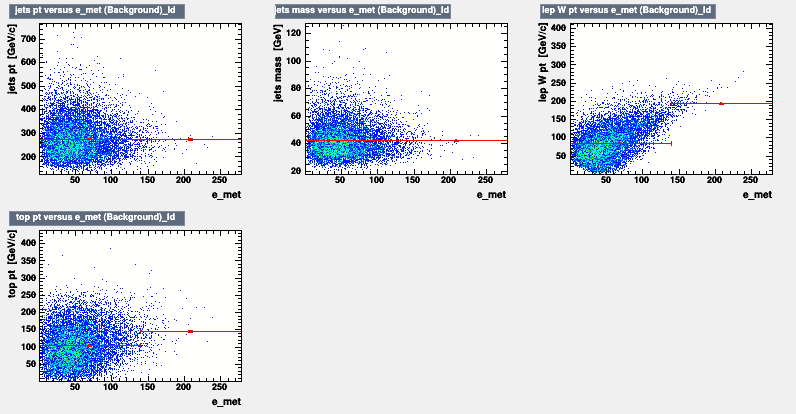 jets pt versus e_met (Background)_Id
jets pt [GeV/c]
700
600
500
400
300
200
50 100 150 200 250
e_met
jets mass versus e_met (Background)_Id
jets mass [GeV]
120
100
80
60
40
20
50 100 150 200 250
e_met
lep W pt versus e_met (Background)_Id
lep W pt [GeV/c]
400
350
300
250
200
150
100
50
50 100 150 200 250
e_met
top pt versus e_met (Background)_Id
top pt [GeV/c]
400
350
300
250
200
150
100
50
50 100 150 200 250
e_met